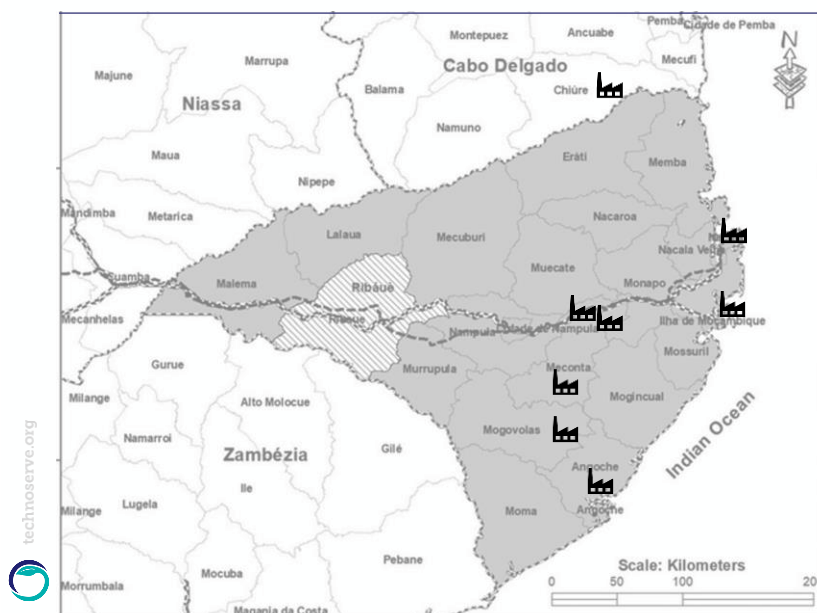 Pemba
Cidade de Pemba
Montepuez
Ancuabe
N
Marrupa
Cabo Delgado
Mecufi
Majune
Balama
Chiúre
Niassa
Namuno
Maua
Eráti
Memba
Nipepe
Mandimba
Metarica
Nacaroa
Lalaua
Mecuburi
Nacala Velha
Muecate
Malema
Ribáuè
Monapo
Mecanhelas
Ilha de Moçambique
Nampula
Cidade de Nampula
Mossuril
Gurue
Murrupula
Meconta
Milange
Alto Molocue
Mogincual
Namarroi
Mogovolas
Indian Ocean
Zambézia
Gilé
Angoche
Ile
Lugela
Milange
Moma
Angoche
technoserve.org
Pebane
Scale: Kilometers
Mocuba
0 50 100 20
Morrumbala
Maganja da Costa